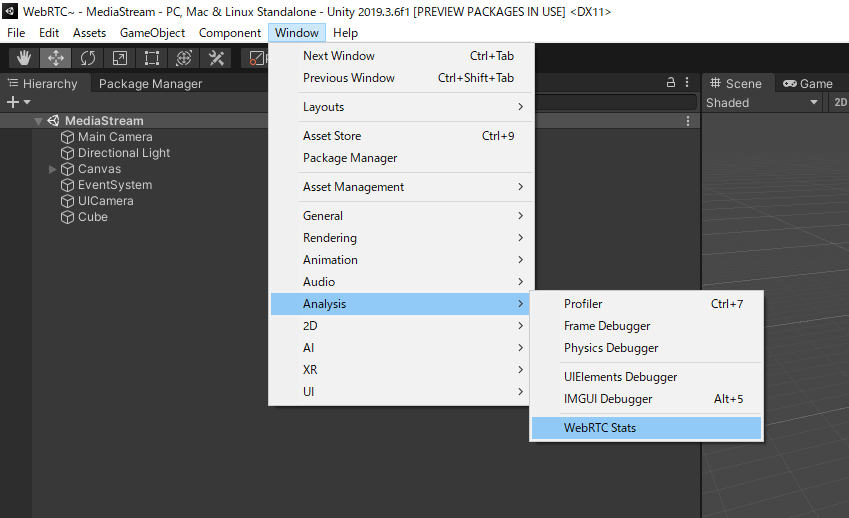 WebRTC~ - MediaStream - PC, Mac & Linux Standalone - Unity 2019.3.6f1 [PREVIEW PACKAGES IN USE] <DX11>
File Edit Assets GameObject Component Window Help
Hierarchy Package Manager
MediaStream
Main Camera
Directional Light
Canvas
EventSystem
UICamera
Cube
Next Window Ctrl+Tab
Previous Window Ctrl+Shift+Tab
Layouts
Asset Store Ctrl+9
Package Manager
Asset Management
General
Rendering
Animation
Audio
Analysis
2D
AI
XR
UI
Profiler Ctrl+7
Frame Debugger
Physics Debugger
UIElements Debugger
IMGUI Debugger Alt+5
WebRTC Stats
Scene Game
Shaded 2D